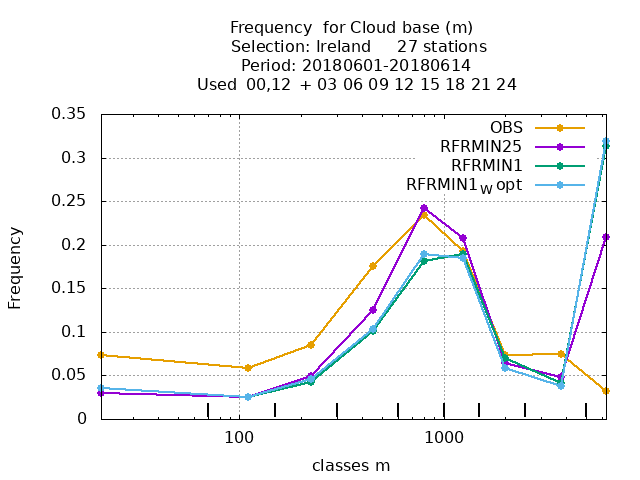 Frequency for Cloud base (m)
Selection: Ireland 27 stations
Period: 20180601-20180614
Used 00,12 + 03 06 09 12 15 18 21 24
OBS
RFRMIN25
RFRMIN1
RFRMIN1W opt
0.35
0.3
0.25
0.2
0.15
0.1
0.05
0
Frequency
100 1000
classes m